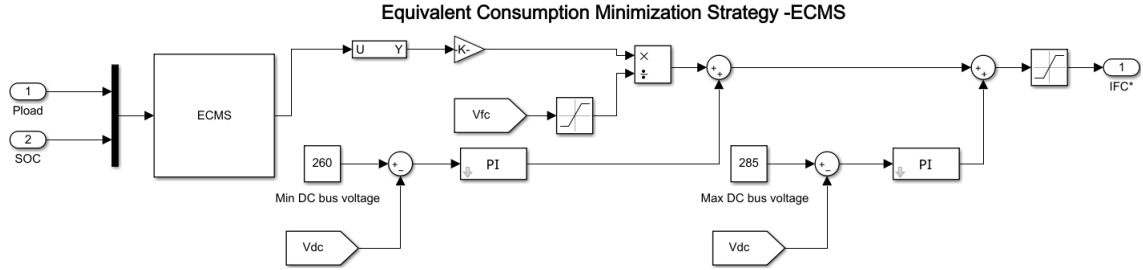 Equivalent Consumption Minimization Strategy -ECMS
1
Pload
2
SOC
ECMS
U Y
-K-
×
÷
Vfc
+
+
+
+
1
IFC*
260
Min DC bus voltage
+
−
PI
Vdc
285
Max DC bus voltage
+
−
PI
Vdc